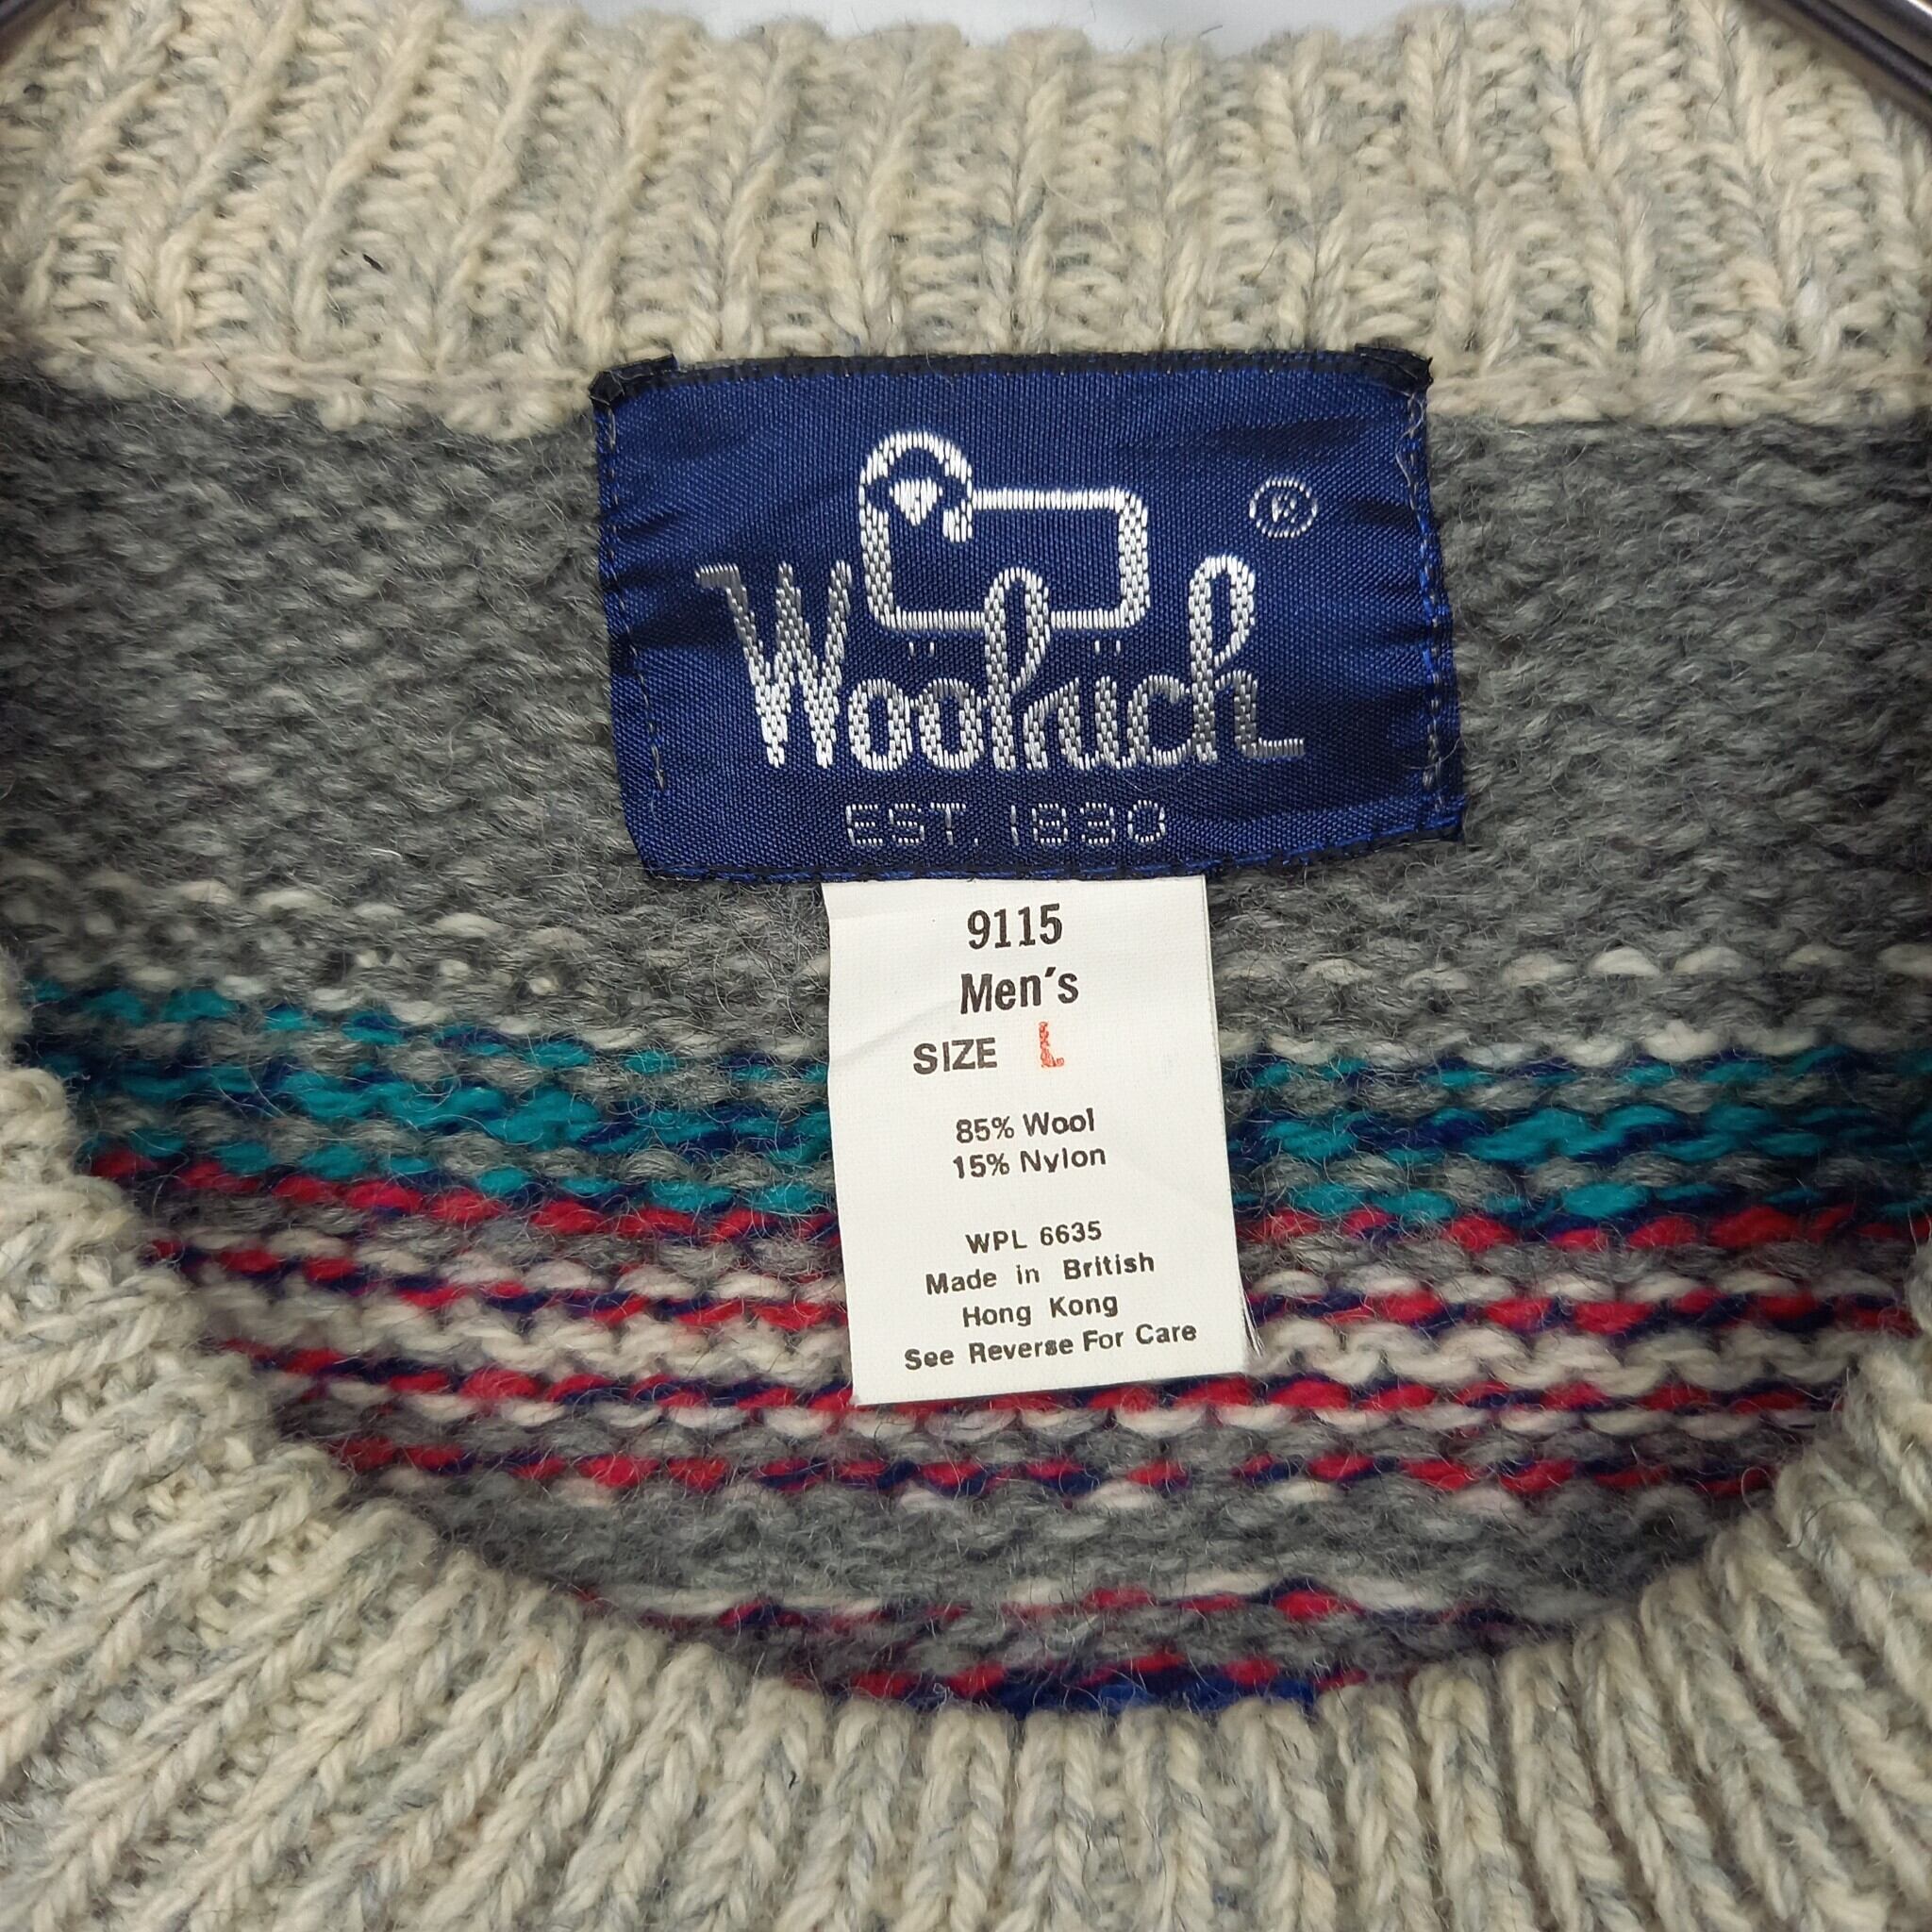 Woolrich ®
EST. 1830
9115
Men's
SIZE L
85% Wool
15% Nylon
WPL 6635
Made in British
Hong Kong
See Reverse For Care